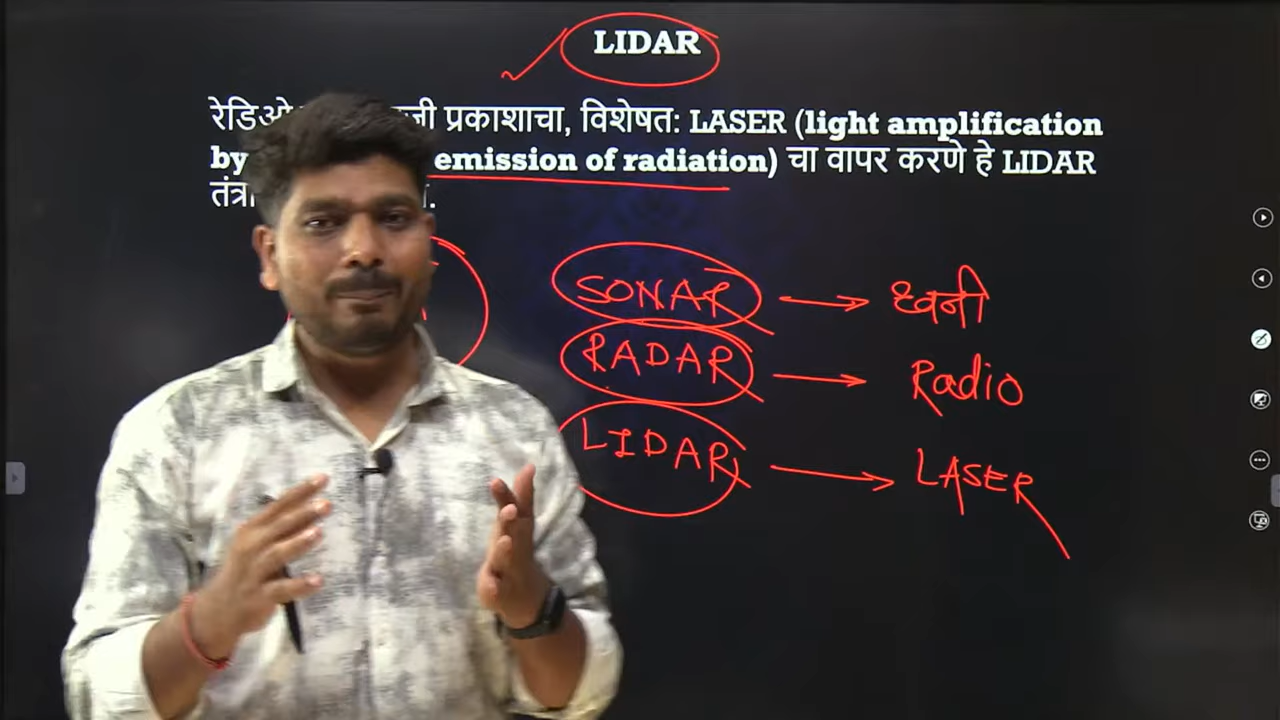 LIDAR
रेडिओ प्रकाशाचा, विशेषत: LASER (light amplification
by emission of radiation) चा वापर करणे हे LIDAR
SONAR → ध्वनी
RADAR → Radio
LIDAR → LASER